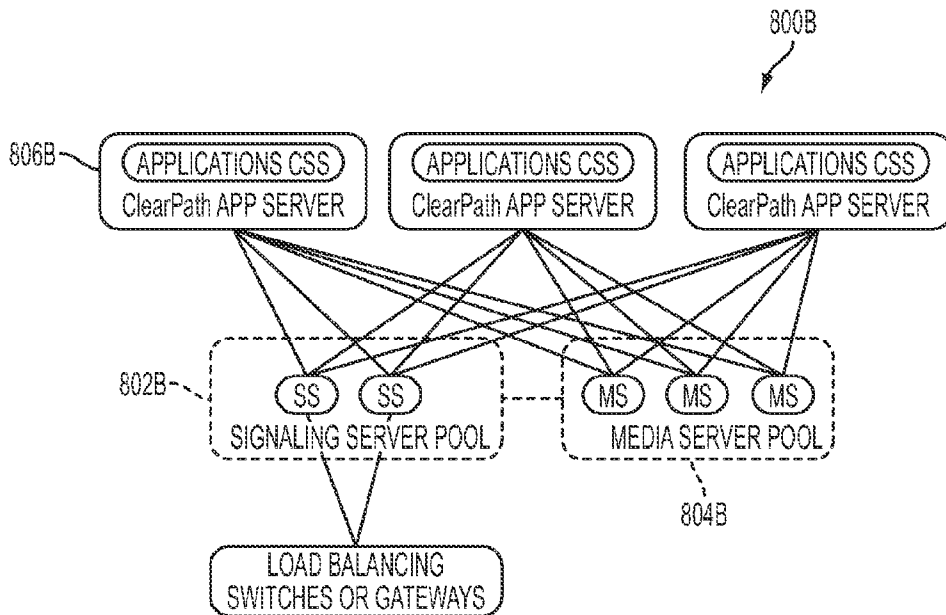 800B
806B
APPLICATIONS CSS
ClearPath APP SERVER
APPLICATIONS CSS
ClearPath APP SERVER
APPLICATIONS CSS
ClearPath APP SERVER
802B
SS
SS
SIGNALING SERVER POOL
MS
MS
MS
MEDIA SERVER POOL
804B
LOAD BALANCING
SWITCHES OR GATEWAYS